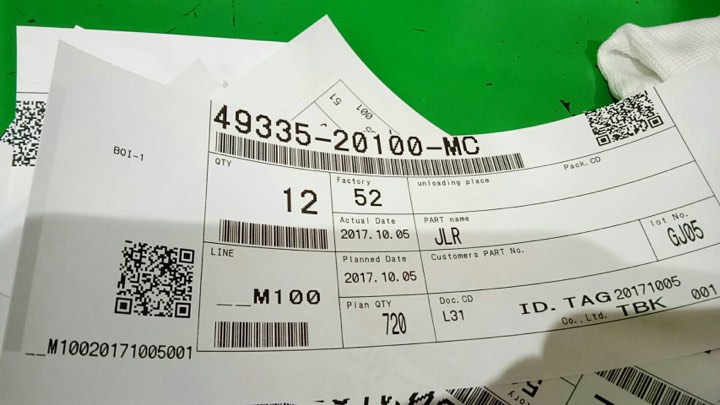 BOI-1
49335-20100-MC
QTY
12
Factory
52
unloading place
Pack.CD
Actual Date
2017.10.05
PART name
JLR
lot No.
GJ05
LINE
__M100
Planned Date
2017.10.05
Customers PART No.
Plan QTY
720
Doc.CD
L31
ID. TAG 20171005 001
Co.,Ltd. TBK
__M10020171005001
001
51